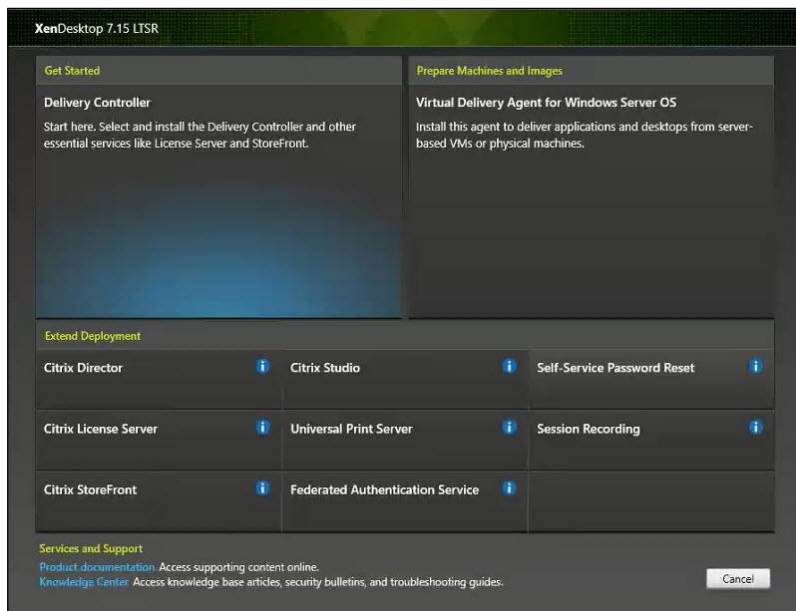 XenDesktop 7.15 LTSR
Get Started
Delivery Controller
Start here. Select and install the Delivery Controller and other
essential services like License Server and StoreFront.
Prepare Machines and Images
Virtual Delivery Agent for Windows Server OS
Install this agent to deliver applications and desktops from server-
based VMs or physical machines.
Extend Deployment
Citrix Director
Citrix Studio
Self-Service Password Reset
Citrix License Server
Universal Print Server
Session Recording
Citrix StoreFront
Federated Authentication Service
Services and Support
Product documentation Access supporting content online.
Knowledge Center Access knowledge base articles, security bulletins, and troubleshooting guides.
Cancel